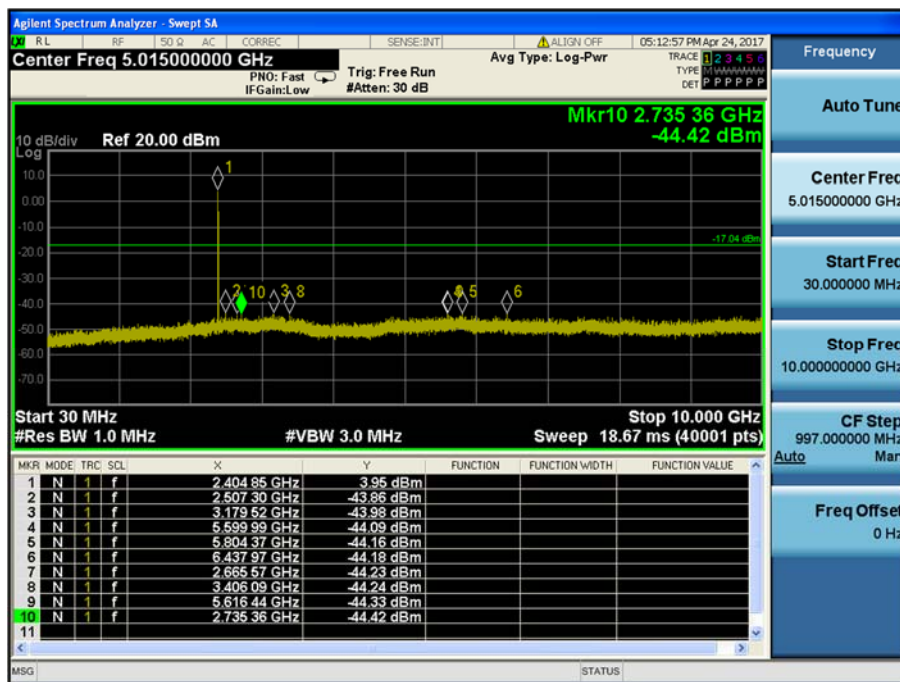 Agilent Spectrum Analyzer - Swept SA
LXI RL RF 50 Ω AC CORREC SENSE:INT ALIGN OFF 05:12:57 PM Apr 24, 2017
Center Freq 5.015000000 GHz
PNO: Fast
IFGain:Low
Trig: Free Run
#Atten: 30 dB
Avg Type: Log-Pwr
TRACE 1 2 3 4 5 6
TYPE M WWWWW
DET P P P P P P
Mkr10 2.735 36 GHz
-44.42 dBm
10 dB/div Ref 20.00 dBm
Log
10.0
0.00
-10.0
-20.0
-30.0
-40.0
-50.0
-60.0
-70.0
-17.04 dBm
1
2 10 3 8 5 6
Start 30 MHz Stop 10.000 GHz
#Res BW 1.0 MHz #VBW 3.0 MHz Sweep 18.67 ms (40001 pts)
MKR MODE TRC SCL X Y FUNCTION FUNCTION WIDTH FUNCTION VALUE
1 N 1 f 2.404 85 GHz 3.95 dBm
2 N 1 f 2.507 30 GHz -43.86 dBm
3 N 1 f 3.179 52 GHz -43.98 dBm
4 N 1 f 5.599 99 GHz -44.09 dBm
5 N 1 f 5.804 37 GHz -44.16 dBm
6 N 1 f 6.437 97 GHz -44.18 dBm
7 N 1 f 2.665 57 GHz -44.23 dBm
8 N 1 f 3.406 09 GHz -44.24 dBm
9 N 1 f 5.616 44 GHz -44.33 dBm
10 N 1 f 2.735 36 GHz -44.42 dBm
11
MSG STATUS
Frequency
Auto Tune
Center Freq
5.015000000 GHz
Start Freq
30.000000 MHz
Stop Freq
10.000000000 GHz
CF Step
997.000000 MHz
Auto Man
Freq Offset
0 Hz